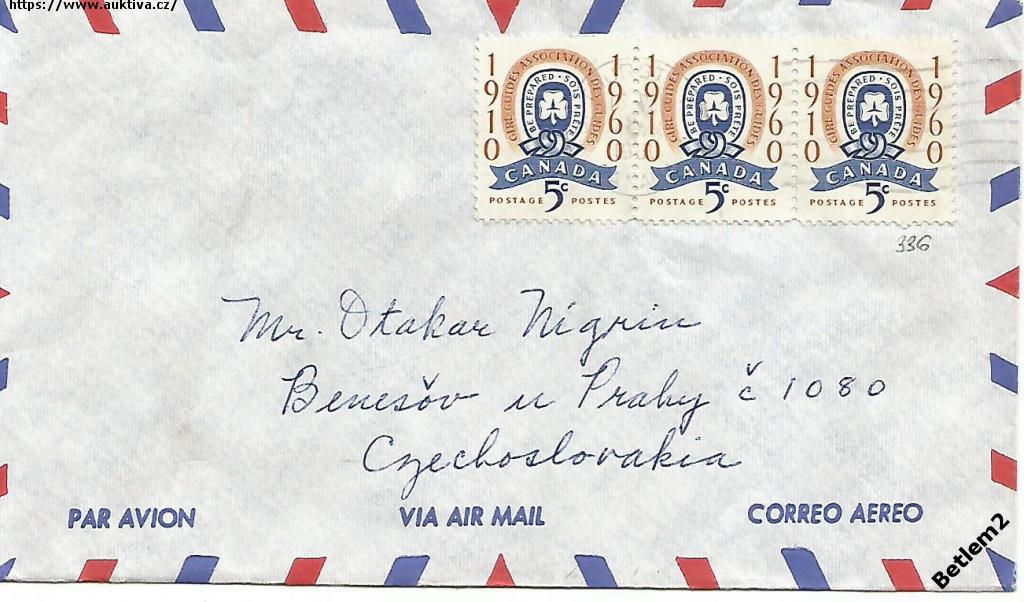 https://www.auktiva.cz/
1910 GIRL GUIDES ASSOCIATION DES GUIDES 1960
BE PREPARED · SOIS PRÊTE
CANADA
POSTAGE 5c POSTES
1910 GIRL GUIDES ASSOCIATION DES GUIDES 1960
BE PREPARED · SOIS PRÊTE
CANADA
POSTAGE 5c POSTES
1910 GIRL GUIDES ASSOCIATION DES GUIDES 1960
BE PREPARED · SOIS PRÊTE
CANADA
POSTAGE 5c POSTES
336
Mr. Otakar Nigrin
Benešov u Prahy č 1080
Czechoslovakia
PAR AVION
VIA AIR MAIL
CORREO AEREO
Betlem2